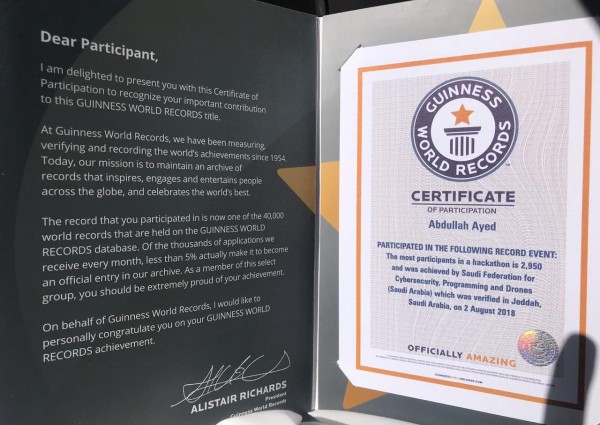 Dear Participant,
I am delighted to present you with this Certificate of
Participation to recognize your important contribution
to this GUINNESS WORLD RECORDS title.
At Guinness World Records, we have been measuring,
verifying and recording the world's achievements since 1954.
Today, our mission is to maintain an archive of
records that inspires, engages and entertains people
across the globe, and celebrates the world's best.
The record that you participated in is now one of the 40,000
world records that are held on the GUINNESS WORLD
RECORDS database. Of the thousands of applications we
receive every month, less than 5% actually make it to become
an official entry in our archive. As a member of this select
group, you should be extremely proud of your achievement.
On behalf of Guinness World Records, I would like to
personally congratulate you on your GUINNESS WORLD
RECORDS achievement.
ALISTAIR RICHARDS
President
Guinness World Records
GUINNESS
WORLD RECORDS
CERTIFICATE
OF PARTICIPATION
Abdullah Ayed
PARTICIPATED IN THE FOLLOWING RECORD EVENT:
The most participants in a hackathon is 2,950
and was achieved by Saudi Federation for
Cybersecurity, Programming and Drones
(Saudi Arabia) which was verified in Jeddah,
Saudi Arabia, on 2 August 2018
OFFICIALLY AMAZING